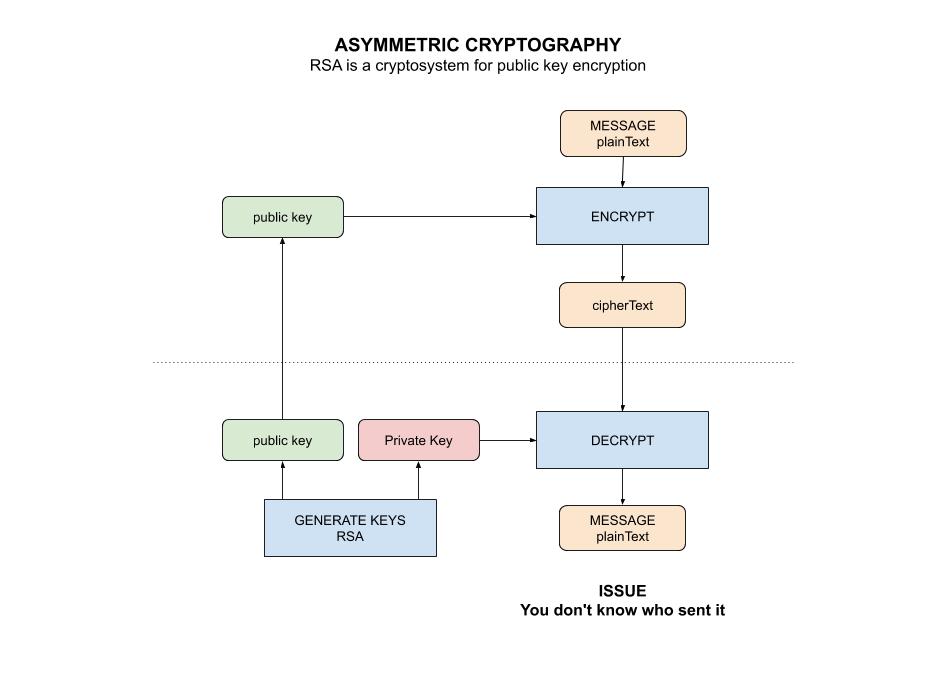 ASYMMETRIC CRYPTOGRAPHY
RSA is a cryptosystem for public key encryption
MESSAGE
plainText
public key
ENCRYPT
cipherText
public key
Private Key
DECRYPT
GENERATE KEYS
RSA
MESSAGE
plainText
ISSUE
You don't know who sent it